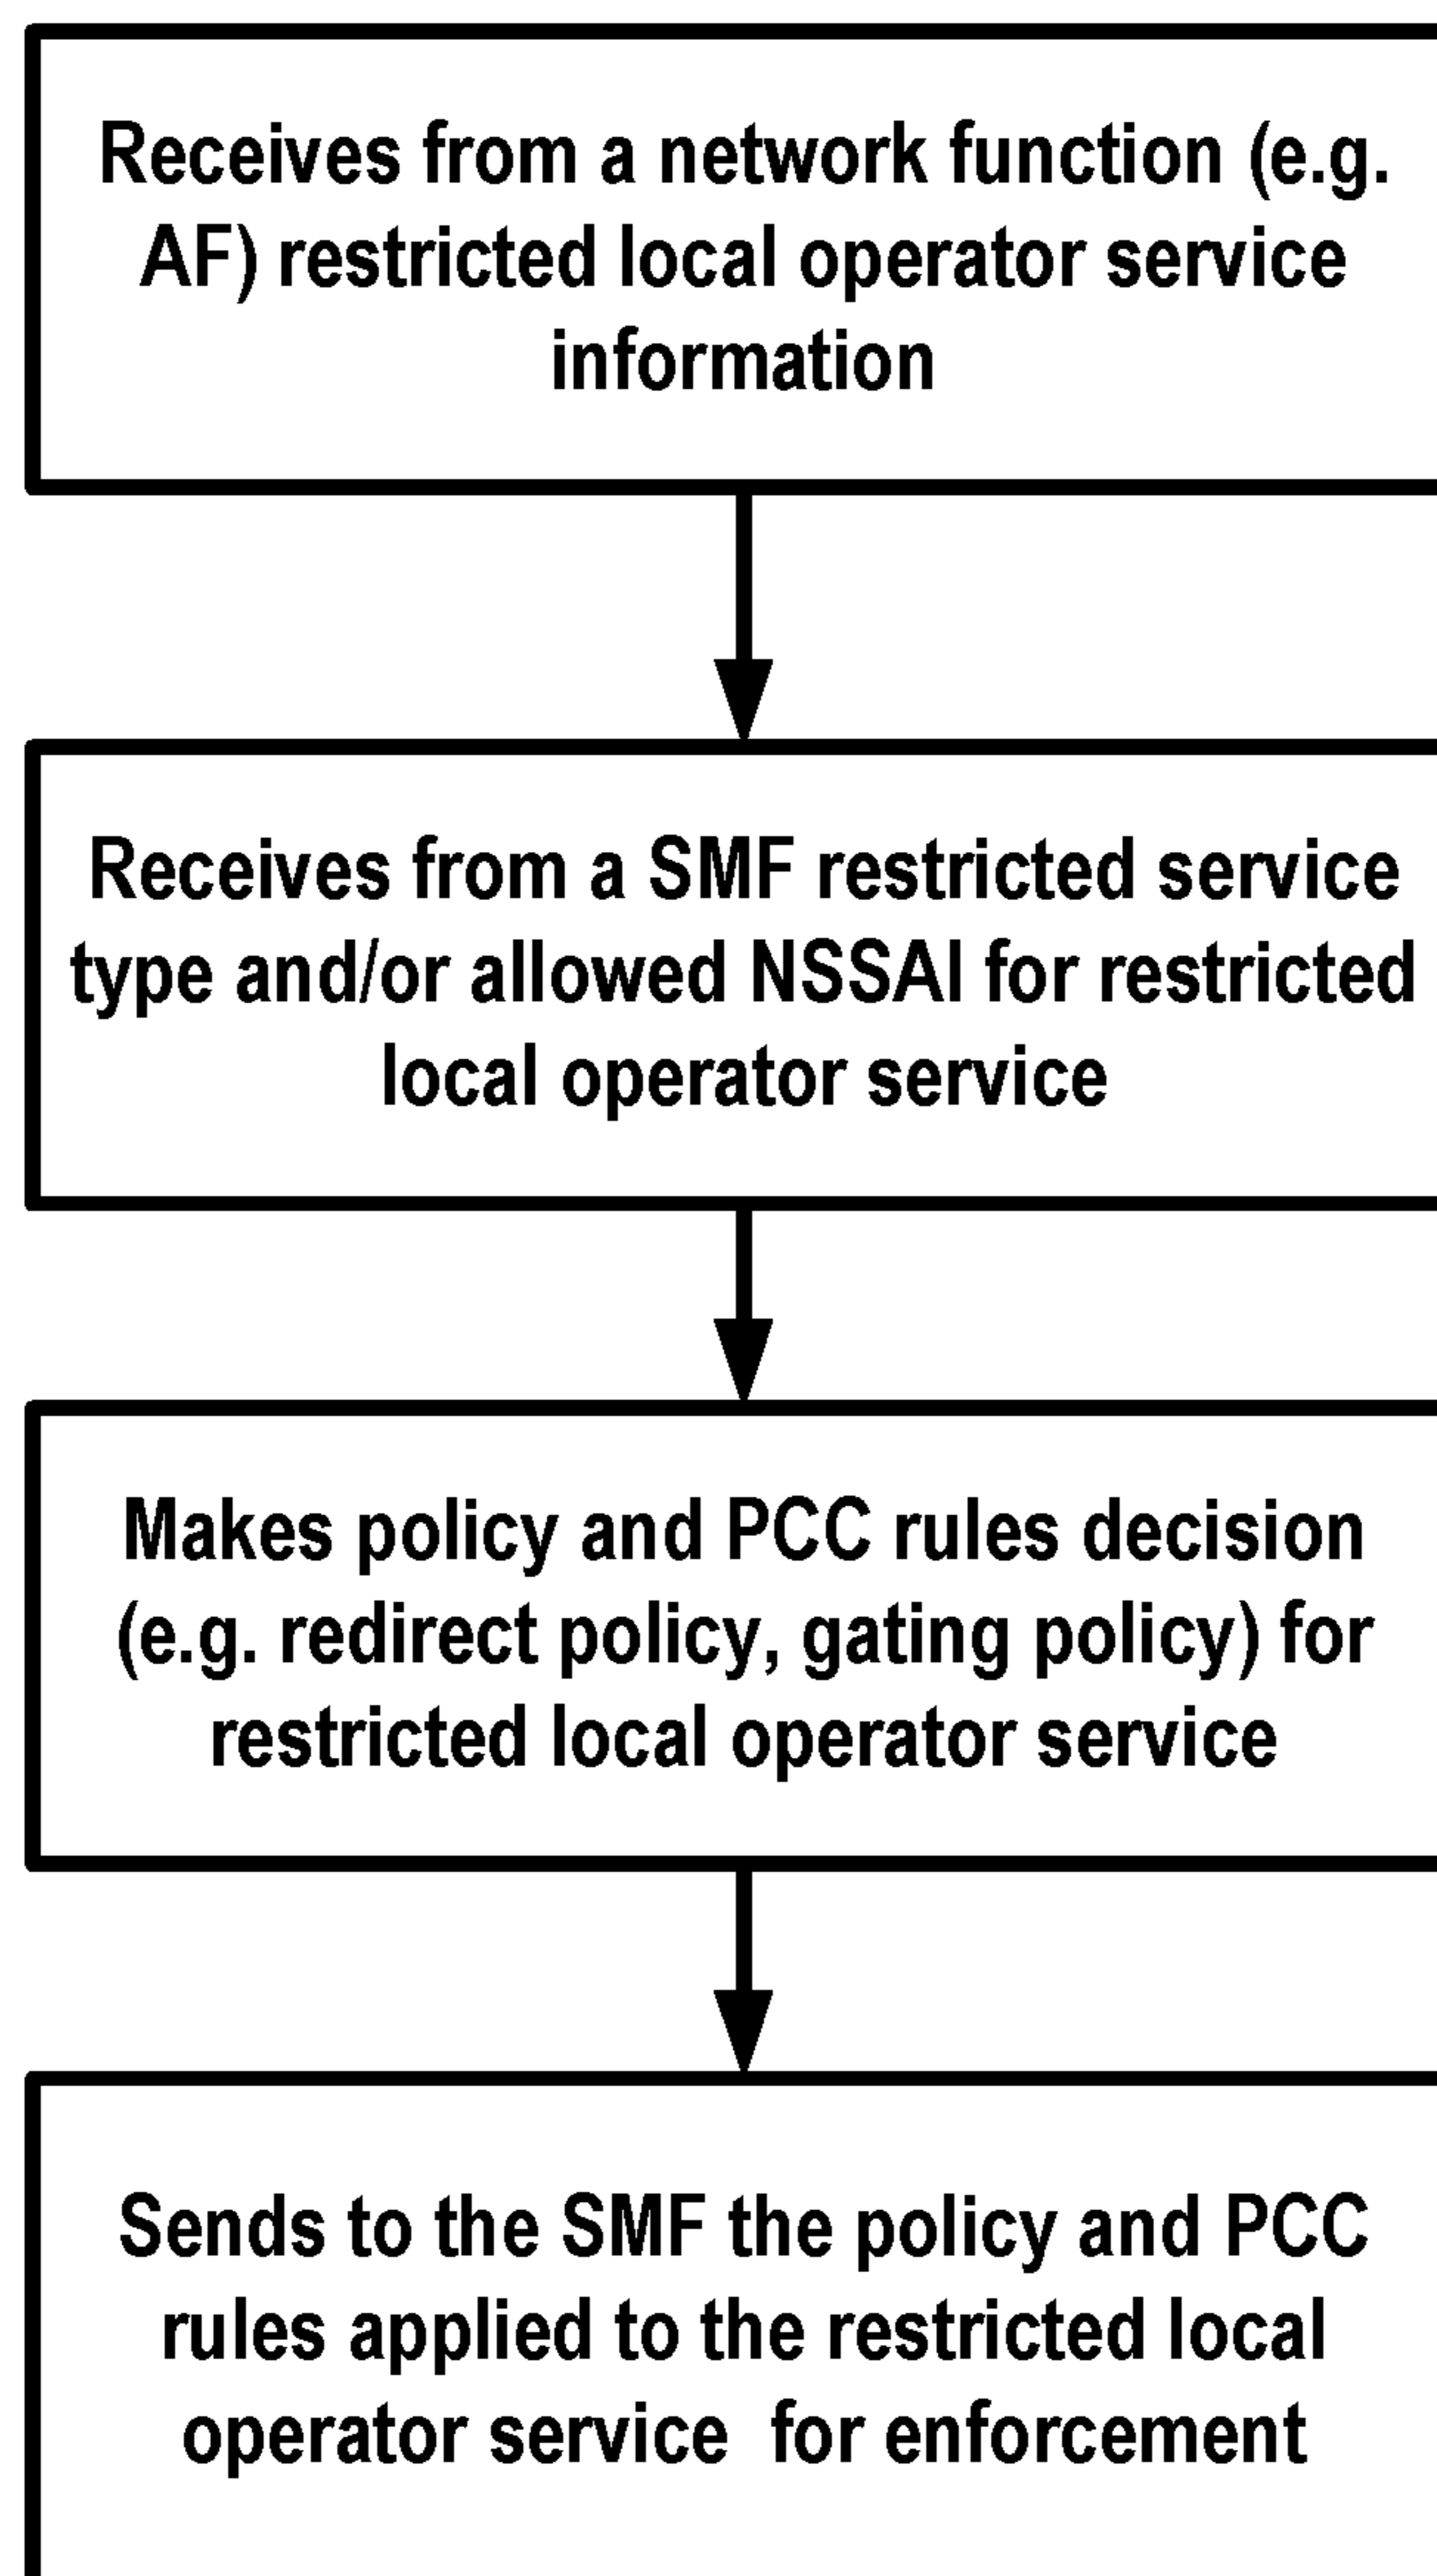 Receives from a network function (e.g.
AF) restricted local operator service
information
Receives from a SMF restricted service
type and/or allowed NSSAI for restricted
local operator service
Makes policy and PCC rules decision
(e.g. redirect policy, gating policy) for
restricted local operator service
Sends to the SMF the policy and PCC
rules applied to the restricted local
operator service  for enforcement